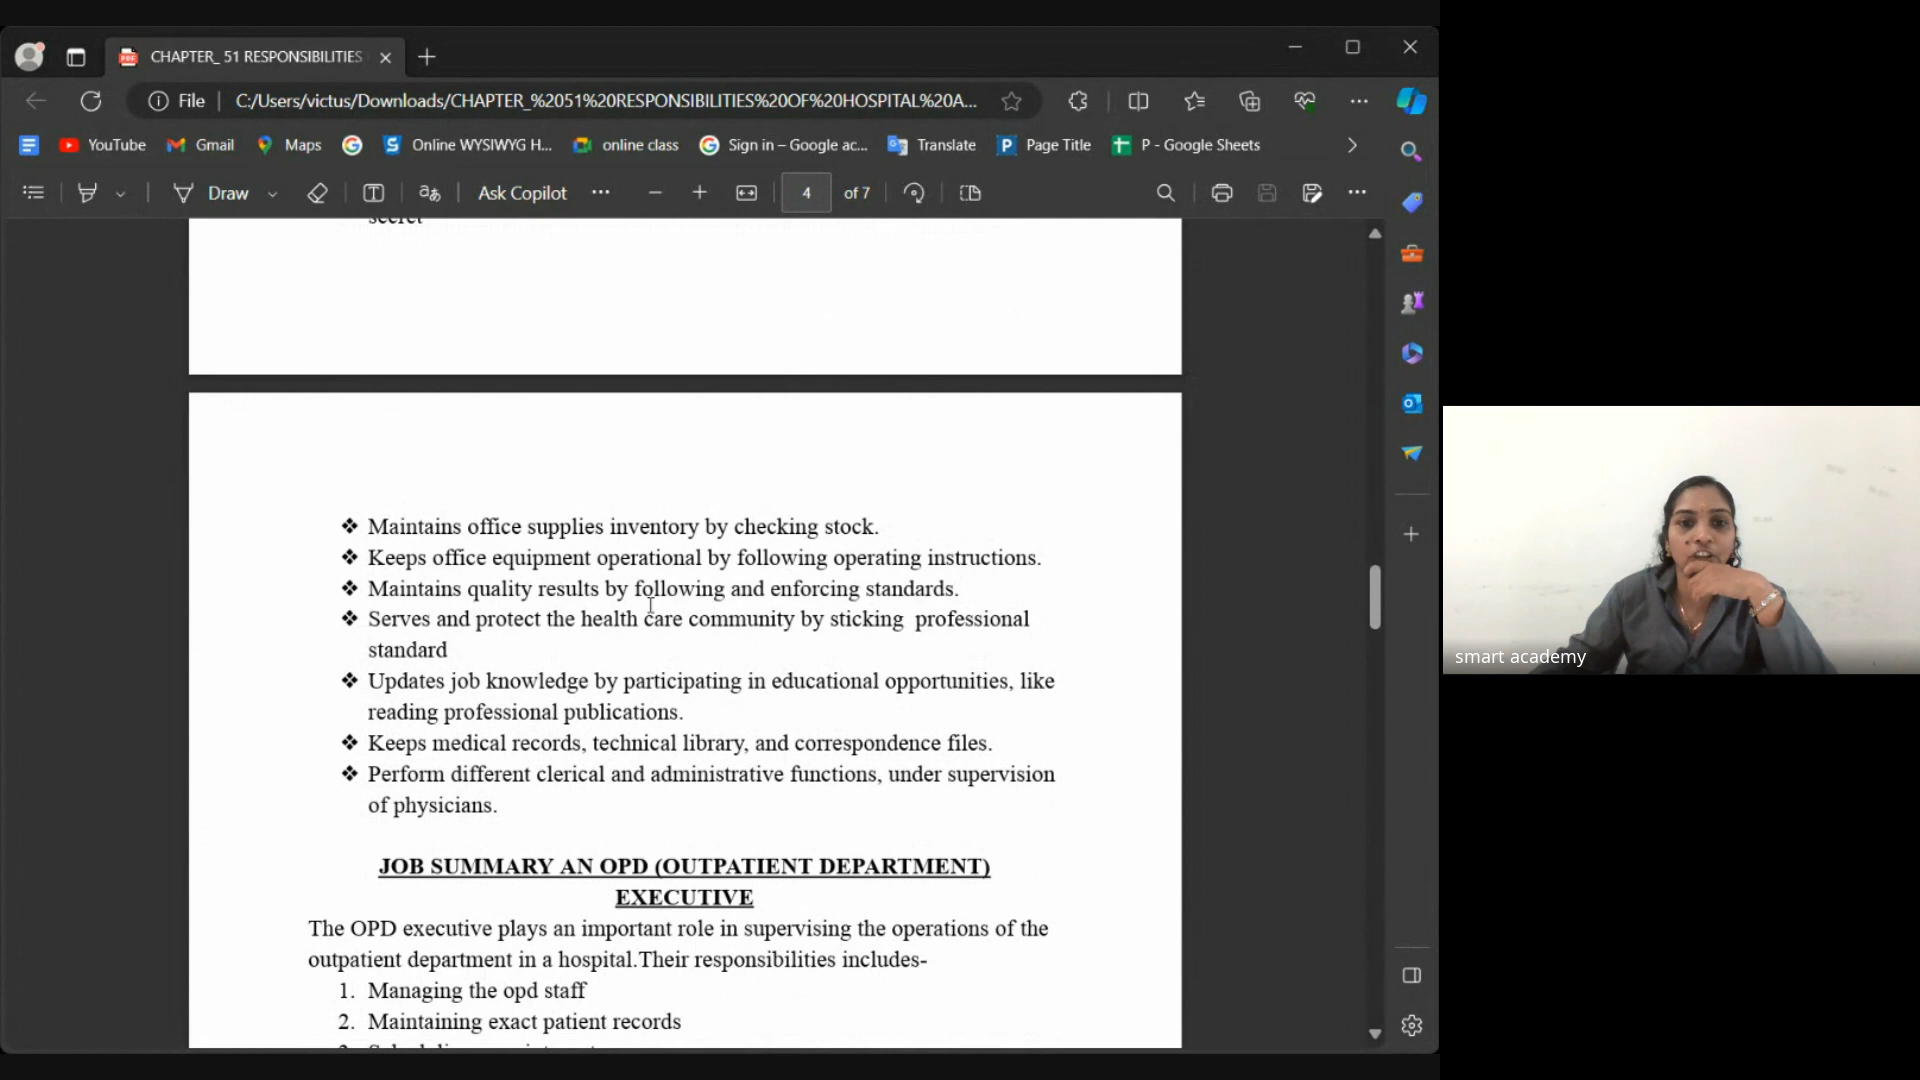 CHAPTER_ 51 RESPONSIBILITIES
File
C:/Users/victus/Downloads/CHAPTER_%2051%20RESPONSIBILITIES%20OF%20HOSPITAL%20A...
YouTube
Gmail
Maps
Online WYSIWYG H...
online class
Sign in – Google ac...
Translate
Page Title
P - Google Sheets
Draw
Ask Copilot
4 of 7
secret
❖ Maintains office supplies inventory by checking stock.
❖ Keeps office equipment operational by following operating instructions.
❖ Maintains quality results by following and enforcing standards.
❖ Serves and protect the health care community by sticking professional
standard
❖ Updates job knowledge by participating in educational opportunities, like
reading professional publications.
❖ Keeps medical records, technical library, and correspondence files.
❖ Perform different clerical and administrative functions, under supervision
of physicians.
JOB SUMMARY AN OPD (OUTPATIENT DEPARTMENT)
EXECUTIVE
The OPD executive plays an important role in supervising the operations of the
outpatient department in a hospital.Their responsibilities includes-
1. Managing the opd staff
2. Maintaining exact patient records
smart academy